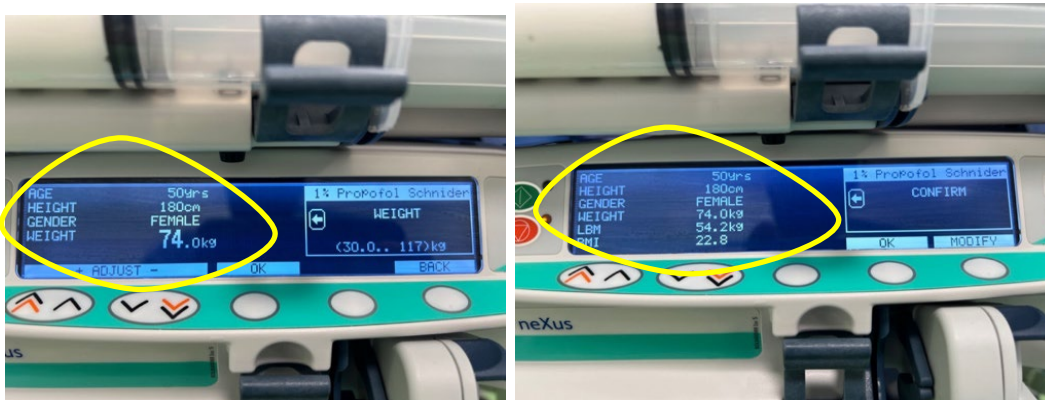 AGE 50yrs
HEIGHT 180cm
GENDER FEMALE
WEIGHT 74.0kg
1% Propofol Schnider
WEIGHT
(30.0.. 117)kg
+ ADJUST -
OK
BACK
us
AGE 50yrs
HEIGHT 180cm
GENDER FEMALE
WEIGHT 74.0kg
LBM 54.2kg
BMI 22.8
1% Propofol Schnider
CONFIRM
OK
MODIFY
neXus